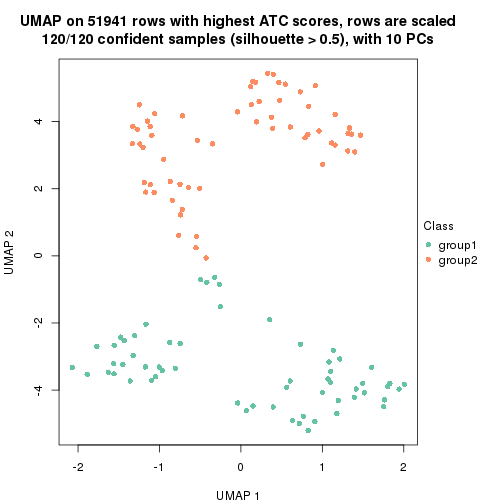 UMAP on 51941 rows with highest ATC scores, rows are scaled
120/120 confident samples (silhouette > 0.5), with 10 PCs
4
2
0
-2
-4
UMAP 2
-2
-1
0
1
2
UMAP 1
Class
group1
group2